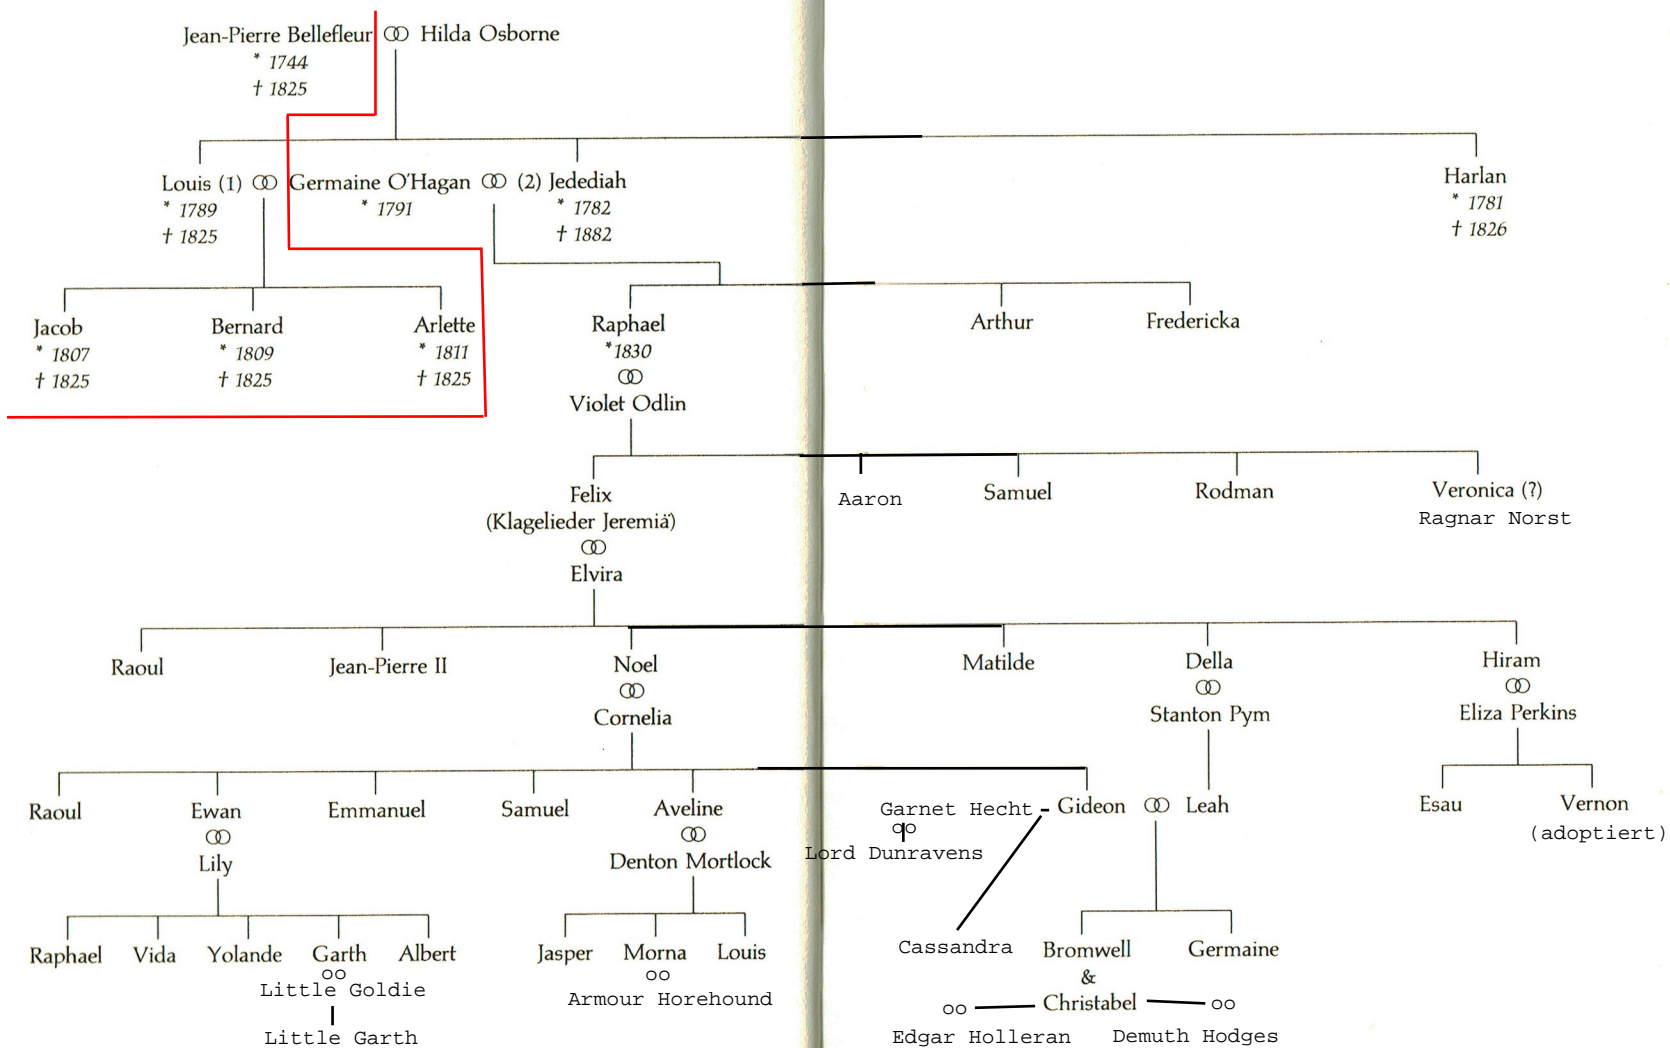 Jean-Pierre Bellefleur ⚭ Hilda Osborne
* 1744
† 1825
Louis (1) ⚭ Germaine O'Hagan ⚭ (2) Jedediah
* 1789
† 1825
* 1791
* 1782
† 1882
Harlan
* 1781
† 1826
Jacob
* 1807
† 1825
Bernard
* 1809
† 1825
Arlette
* 1811
† 1825
Raphael
*1830
⚭
Violet Odlin
Arthur
Fredericka
Felix
(Klagelieder Jeremiä)
⚭
Elvira
Aaron
Samuel
Rodman
Veronica (?)
Ragnar Norst
Raoul
Jean-Pierre II
Noel
⚭
Cornelia
Matilde
Della
⚭
Stanton Pym
Hiram
⚭
Eliza Perkins
Raoul
Ewan
⚭
Lily
Emmanuel
Samuel
Aveline
⚭
Denton Mortlock
Garnet Hecht
oo
Lord Dunravens
Gideon ⚭ Leah
Esau
Vernon
(adoptiert)
Raphael
Vida
Yolande
Garth
oo
Little Goldie
Little Garth
Albert
Jasper
Morna
oo
Armour Horehound
Louis
Cassandra
Bromwell
&
Christabel
Germaine
oo
Edgar Holleran
oo
Demuth Hodges